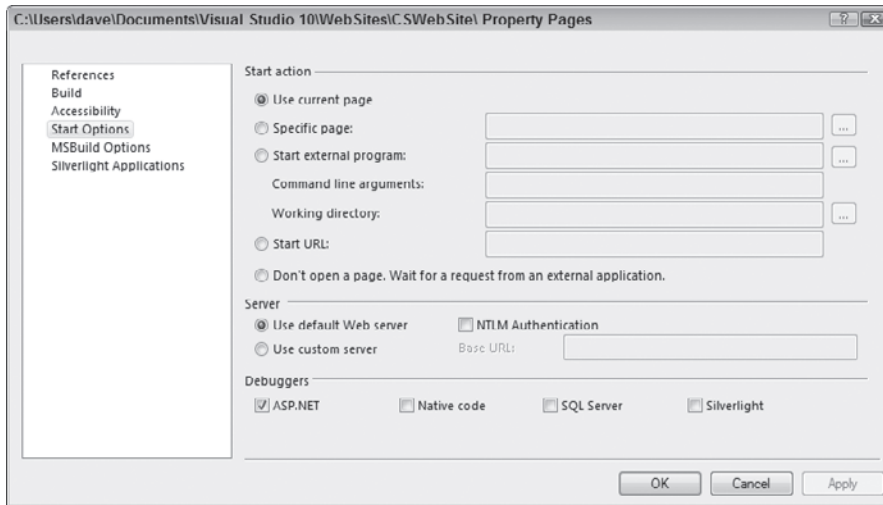 C:\Users\dave\Documents\Visual Studio 10\WebSites\CSWebSite\ Property Pages
References
Build
Accessibility
Start Options
MSBuild Options
Silverlight Applications
Start action
Use current page
Specific page:
...
Start external program:
...
Command line arguments:
Working directory:
...
Start URL:
Don't open a page. Wait for a request from an external application.
Server
Use default Web server NTLM Authentication
Use custom server Base URL:
Debuggers
ASP.NET Native code SQL Server Silverlight
OK Cancel Apply